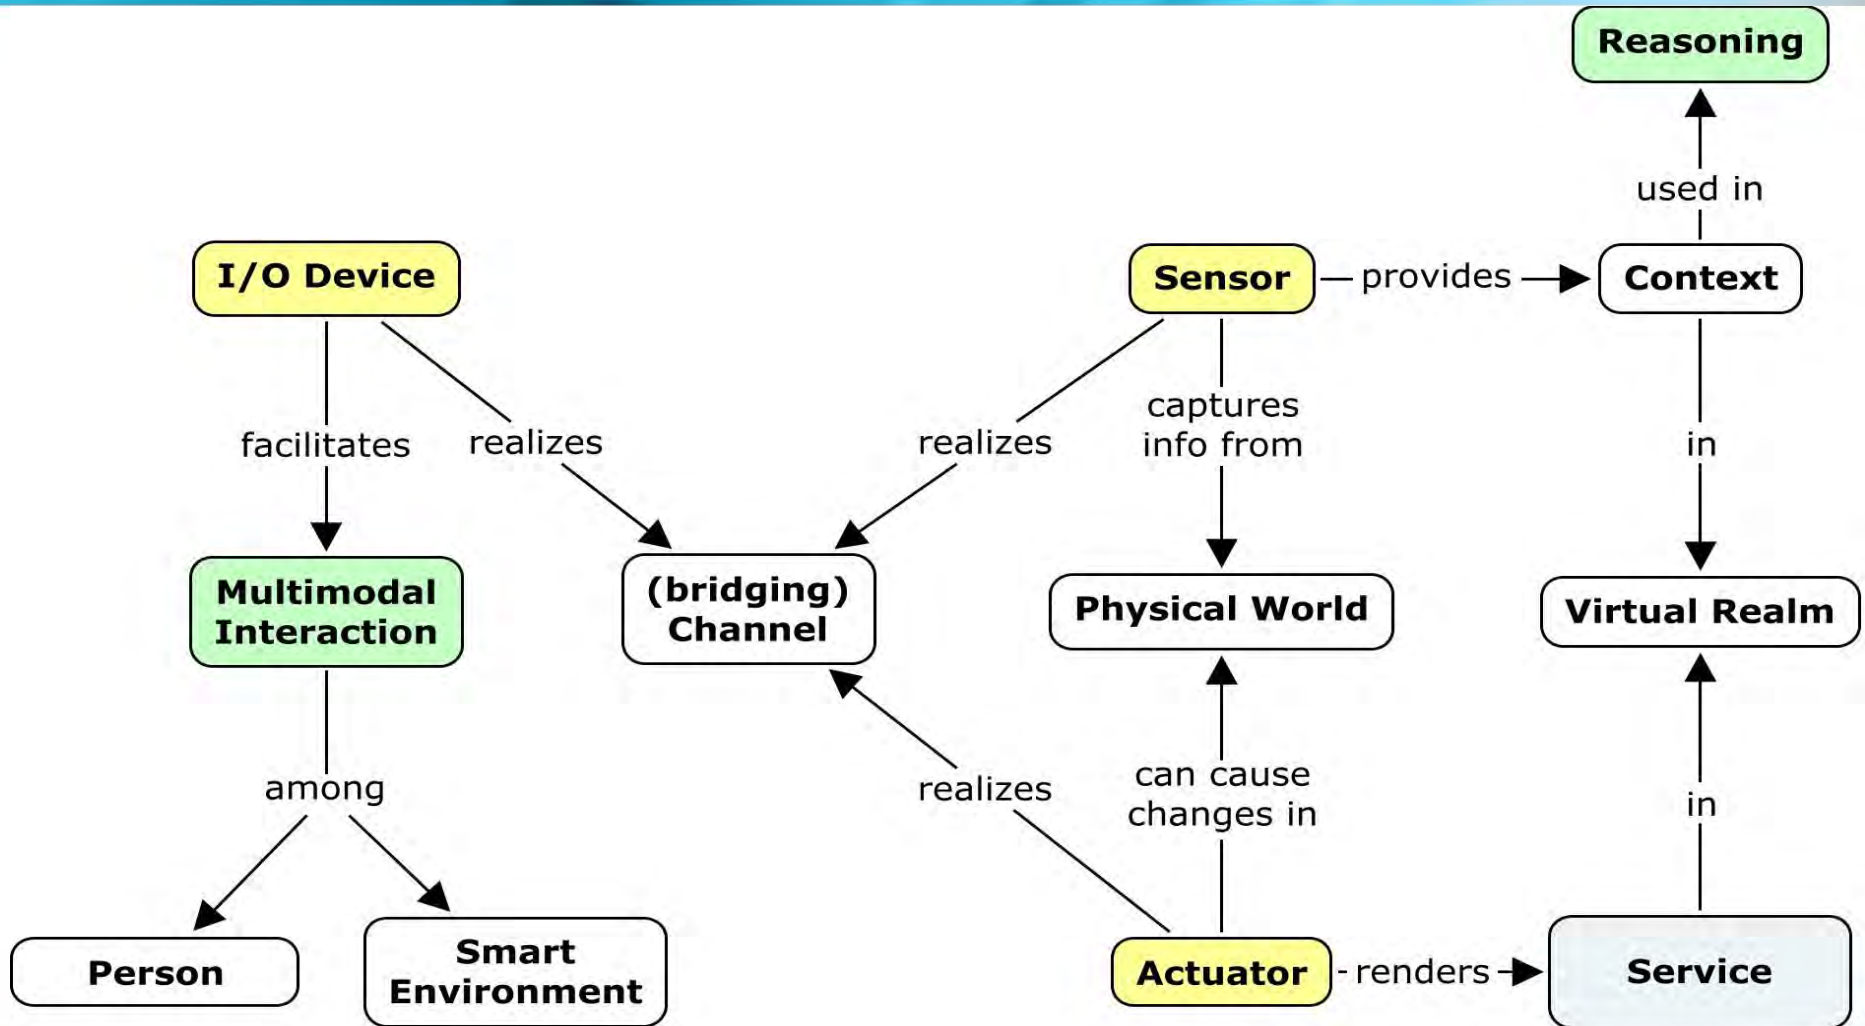 Reasoning
used in
I/O Device
Sensor
provides
Context
facilitates
realizes
realizes
captures
info from
in
Multimodal
Interaction
(bridging)
Channel
Physical World
Virtual Realm
among
realizes
can cause
changes in
in
Person
Smart
Environment
Actuator
renders
Service